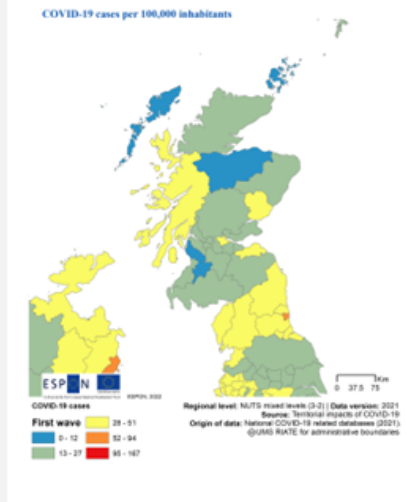 COVID-19 cases per 100,000 inhabitants
Km
0 37.5 75
ESPON
ESPON, 2022
COVID-19 cases
First wave
0 - 12
13 - 27
28 - 51
52 - 94
95 - 167
Regional level: NUTS mixed levels (3-2) | Data version: 2021
Source: Territorial impacts of COVID-19
Origin of data: National COVID-19 related databases (2021)
@UMS RIATE for administrative boundaries